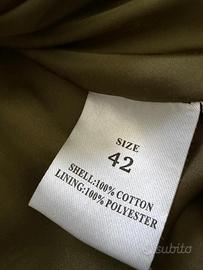 SIZE
42
SHELL:100% COTTON
LINING:100% POLYESTER
subito